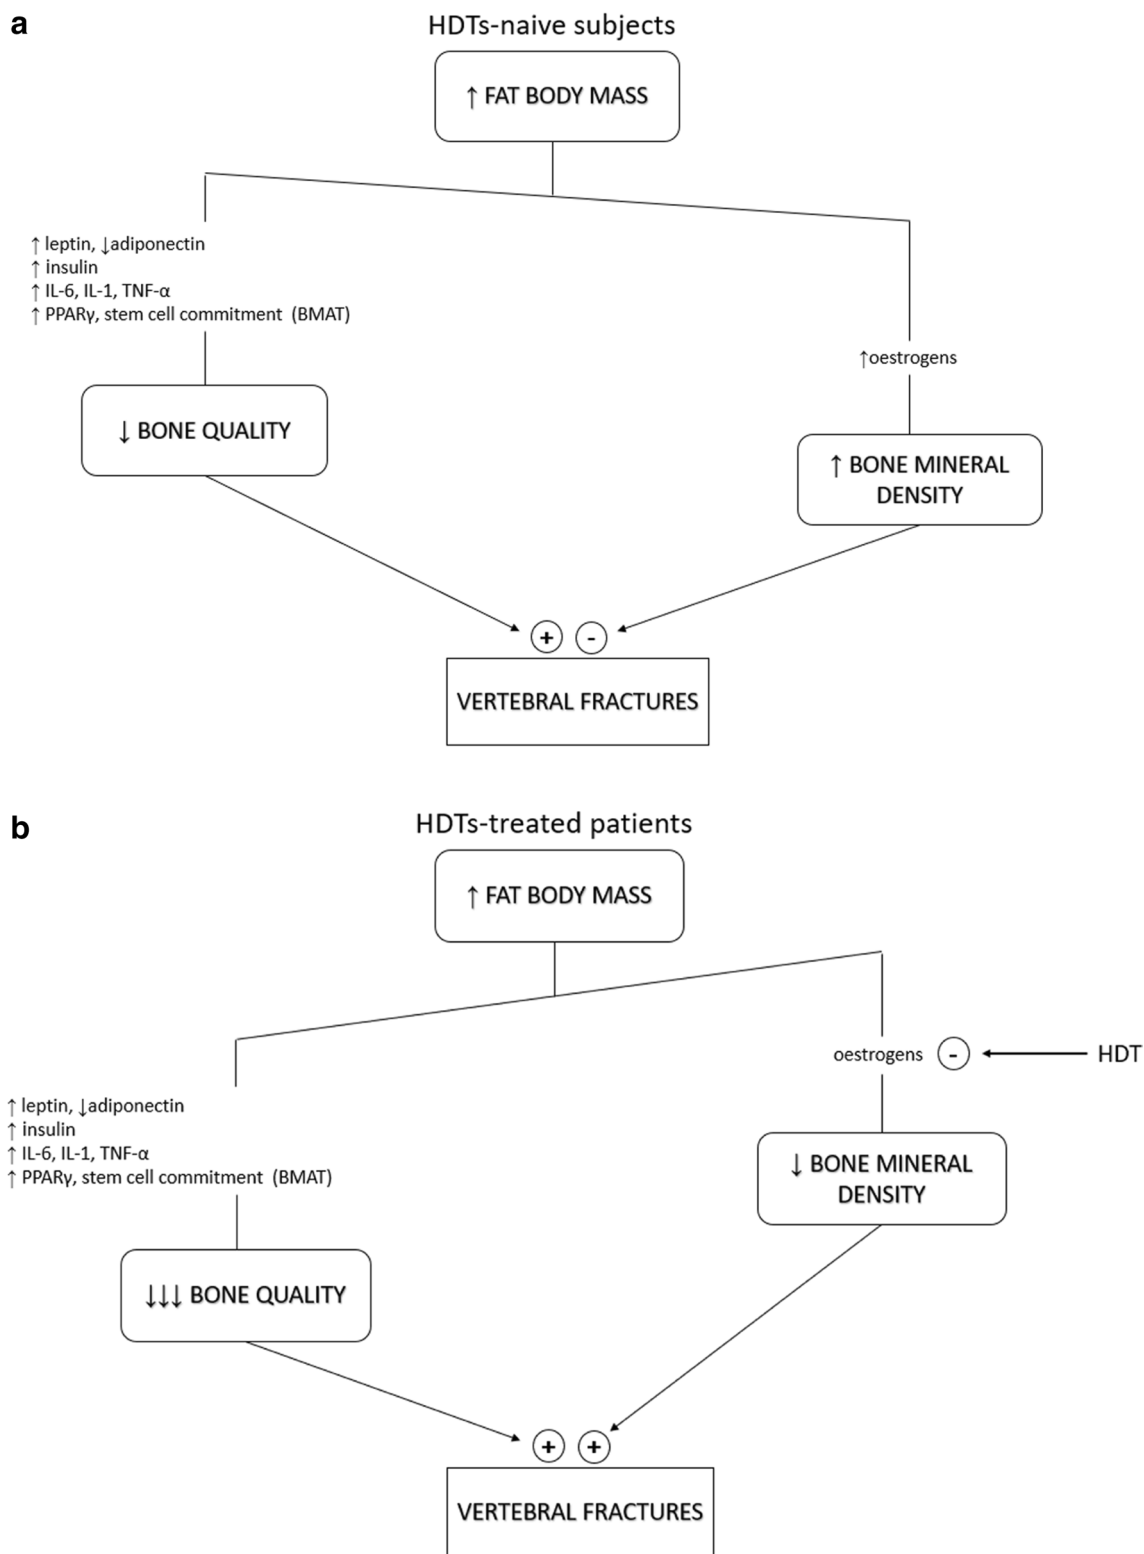 a
HDTs-naive subjects
↑ FAT BODY MASS
↑ leptin, ↓adiponectin
↑ insulin
↑ IL-6, IL-1, TNF-α
↑ PPARγ, stem cell commitment (BMAT)
↑oestrogens
↓ BONE QUALITY
↑ BONE MINERAL
DENSITY
+ -
VERTEBRAL FRACTURES
b
HDTs-treated patients
↑ FAT BODY MASS
oestrogens - HDT
↑ leptin, ↓adiponectin
↑ insulin
↑ IL-6, IL-1, TNF-α
↑ PPARγ, stem cell commitment (BMAT)
↓ BONE MINERAL
DENSITY
↓↓↓ BONE QUALITY
+ +
VERTEBRAL FRACTURES